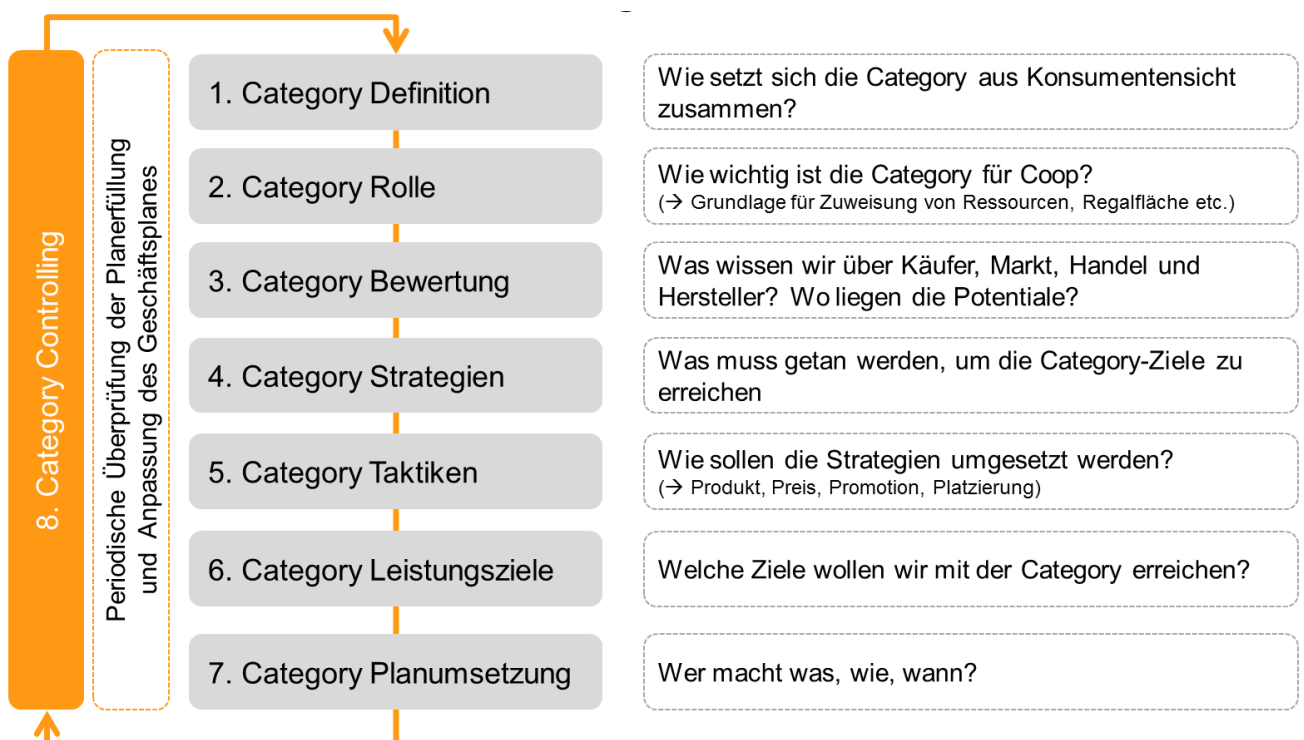 8. Category Controlling
Periodische Überprüfung der Planerfüllung
und Anpassung des Geschäftsplanes
1. Category Definition
Wie setzt sich die Category aus Konsumentensicht
zusammen?
2. Category Rolle
Wie wichtig ist die Category für Coop?
(→ Grundlage für Zuweisung von Ressourcen, Regalfläche etc.)
3. Category Bewertung
Was wissen wir über Käufer, Markt, Handel und
Hersteller? Wo liegen die Potentiale?
4. Category Strategien
Was muss getan werden, um die Category-Ziele zu
erreichen
5. Category Taktiken
Wie sollen die Strategien umgesetzt werden?
(→ Produkt, Preis, Promotion, Platzierung)
6. Category Leistungsziele
Welche Ziele wollen wir mit der Category erreichen?
7. Category Planumsetzung
Wer macht was, wie, wann?